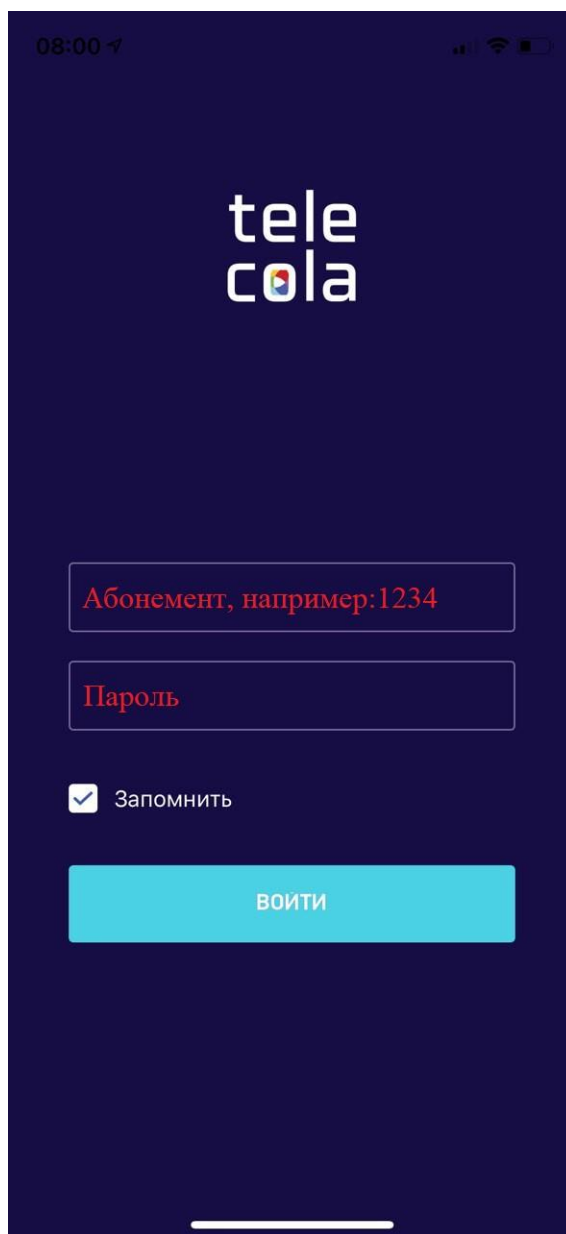 08:00
tele
cola
Абонемент, например:1234
Пароль
Запомнить
ВОЙТИ